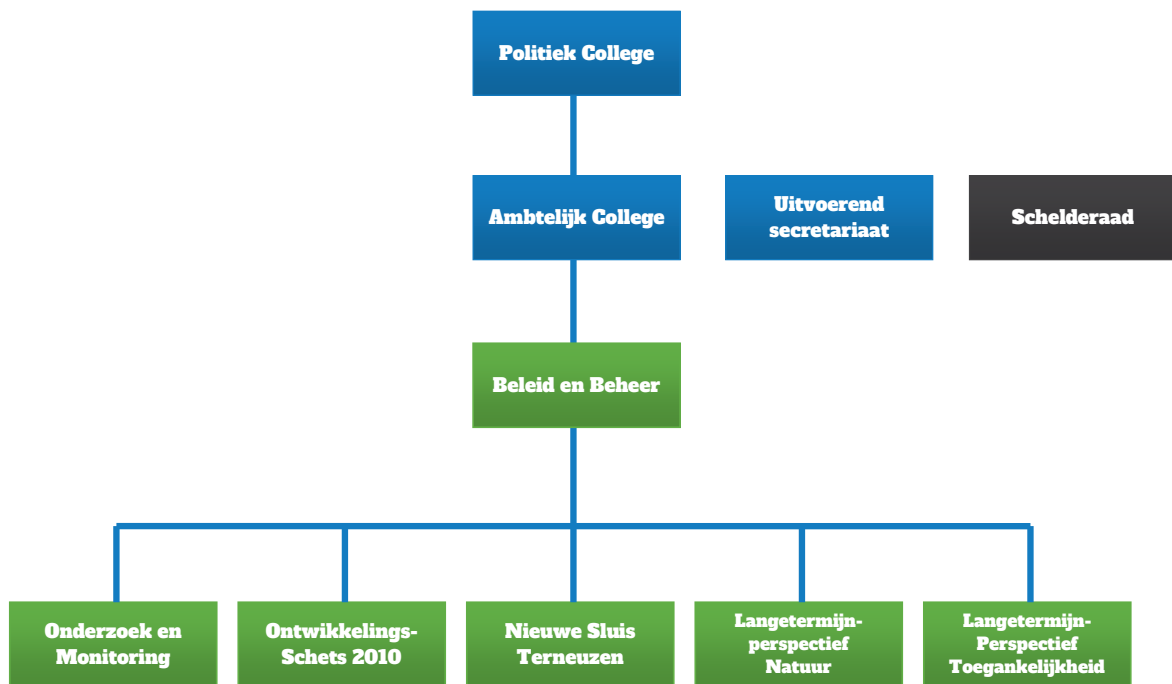 Politiek College
Ambtelijk College
Uitvoerend
secretariaat
Schelderaad
Beleid en Beheer
Onderzoek en
Monitoring
Ontwikkelings-
Schets 2010
Nieuwe Sluis
Terneuzen
Langetermijn-
perspectief
Natuur
Langetermijn-
Perspectief
Toegankelijkheid